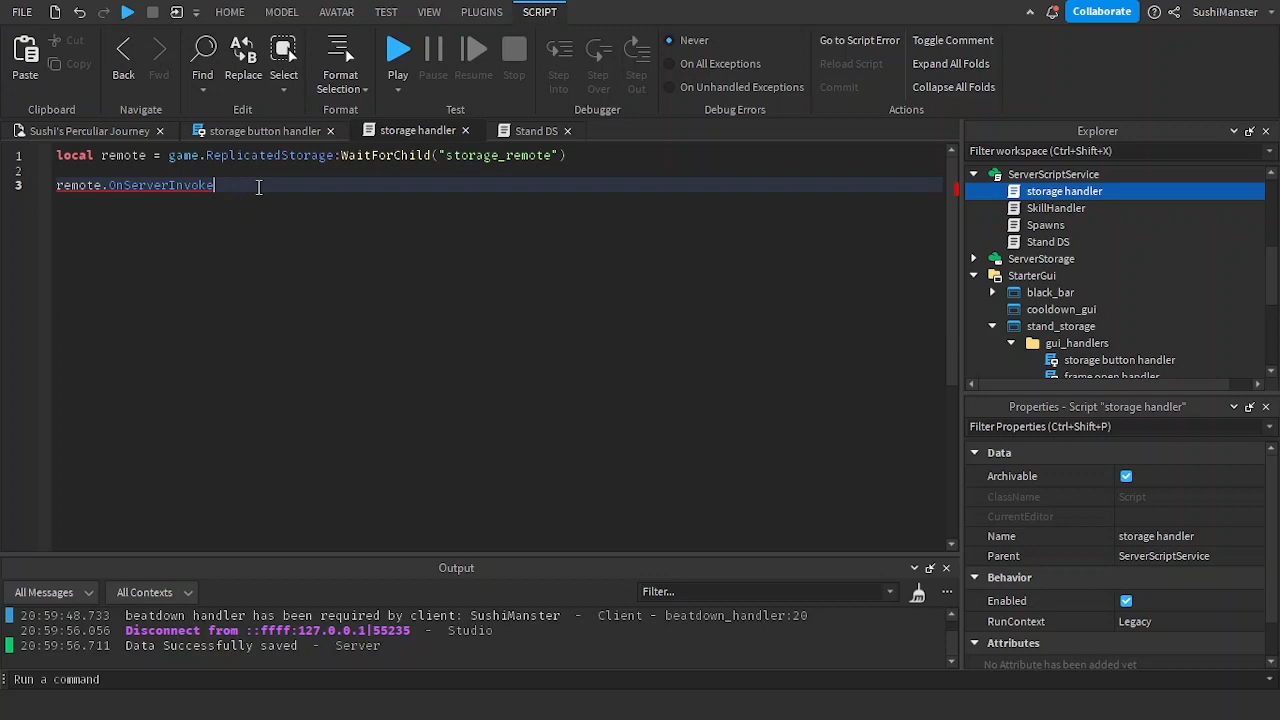 FILE HOME MODEL AVATAR TEST VIEW PLUGINS SCRIPT Collaborate SushiManster
Paste Cut Copy Back Fwd Find Replace Select Format Selection Play Pause Resume Stop Step Into Step Over Step Out
Never Go to Script Error Toggle Comment
On All Exceptions Reload Script Expand All Folds
On Unhandled Exceptions Commit Collapse All Folds
Clipboard Navigate Edit Format Test Debugger Debug Errors Actions
Sushi's Perculiar Journey storage button handler storage handler Stand DS
1 local remote = game.ReplicatedStorage:WaitForChild("storage_remote")
2
3 remote.OnServerInvoke
Explorer
Filter workspace (Ctrl+Shift+X)
ServerScriptService
storage handler
SkillHandler
Spawns
Stand DS
ServerStorage
StarterGui
black_bar
cooldown_gui
stand_storage
gui_handlers
storage button handler
frame open handler
Properties - Script "storage handler"
Filter Properties (Ctrl+Shift+P)
Data
Archivable
ClassName Script
CurrentEditor
Name storage handler
Parent ServerScriptService
Behavior
Enabled
RunContext Legacy
Attributes
No Attribute has been added yet
Output
All Messages All Contexts Filter...
20:59:48.733 beatdown handler has been required by client: SushiManster - Client - beatdown_handler:20
20:59:56.056 Disconnect from ::ffff:127.0.0.1|55235 - Studio
20:59:56.711 Data Successfully saved - Server
Run a command